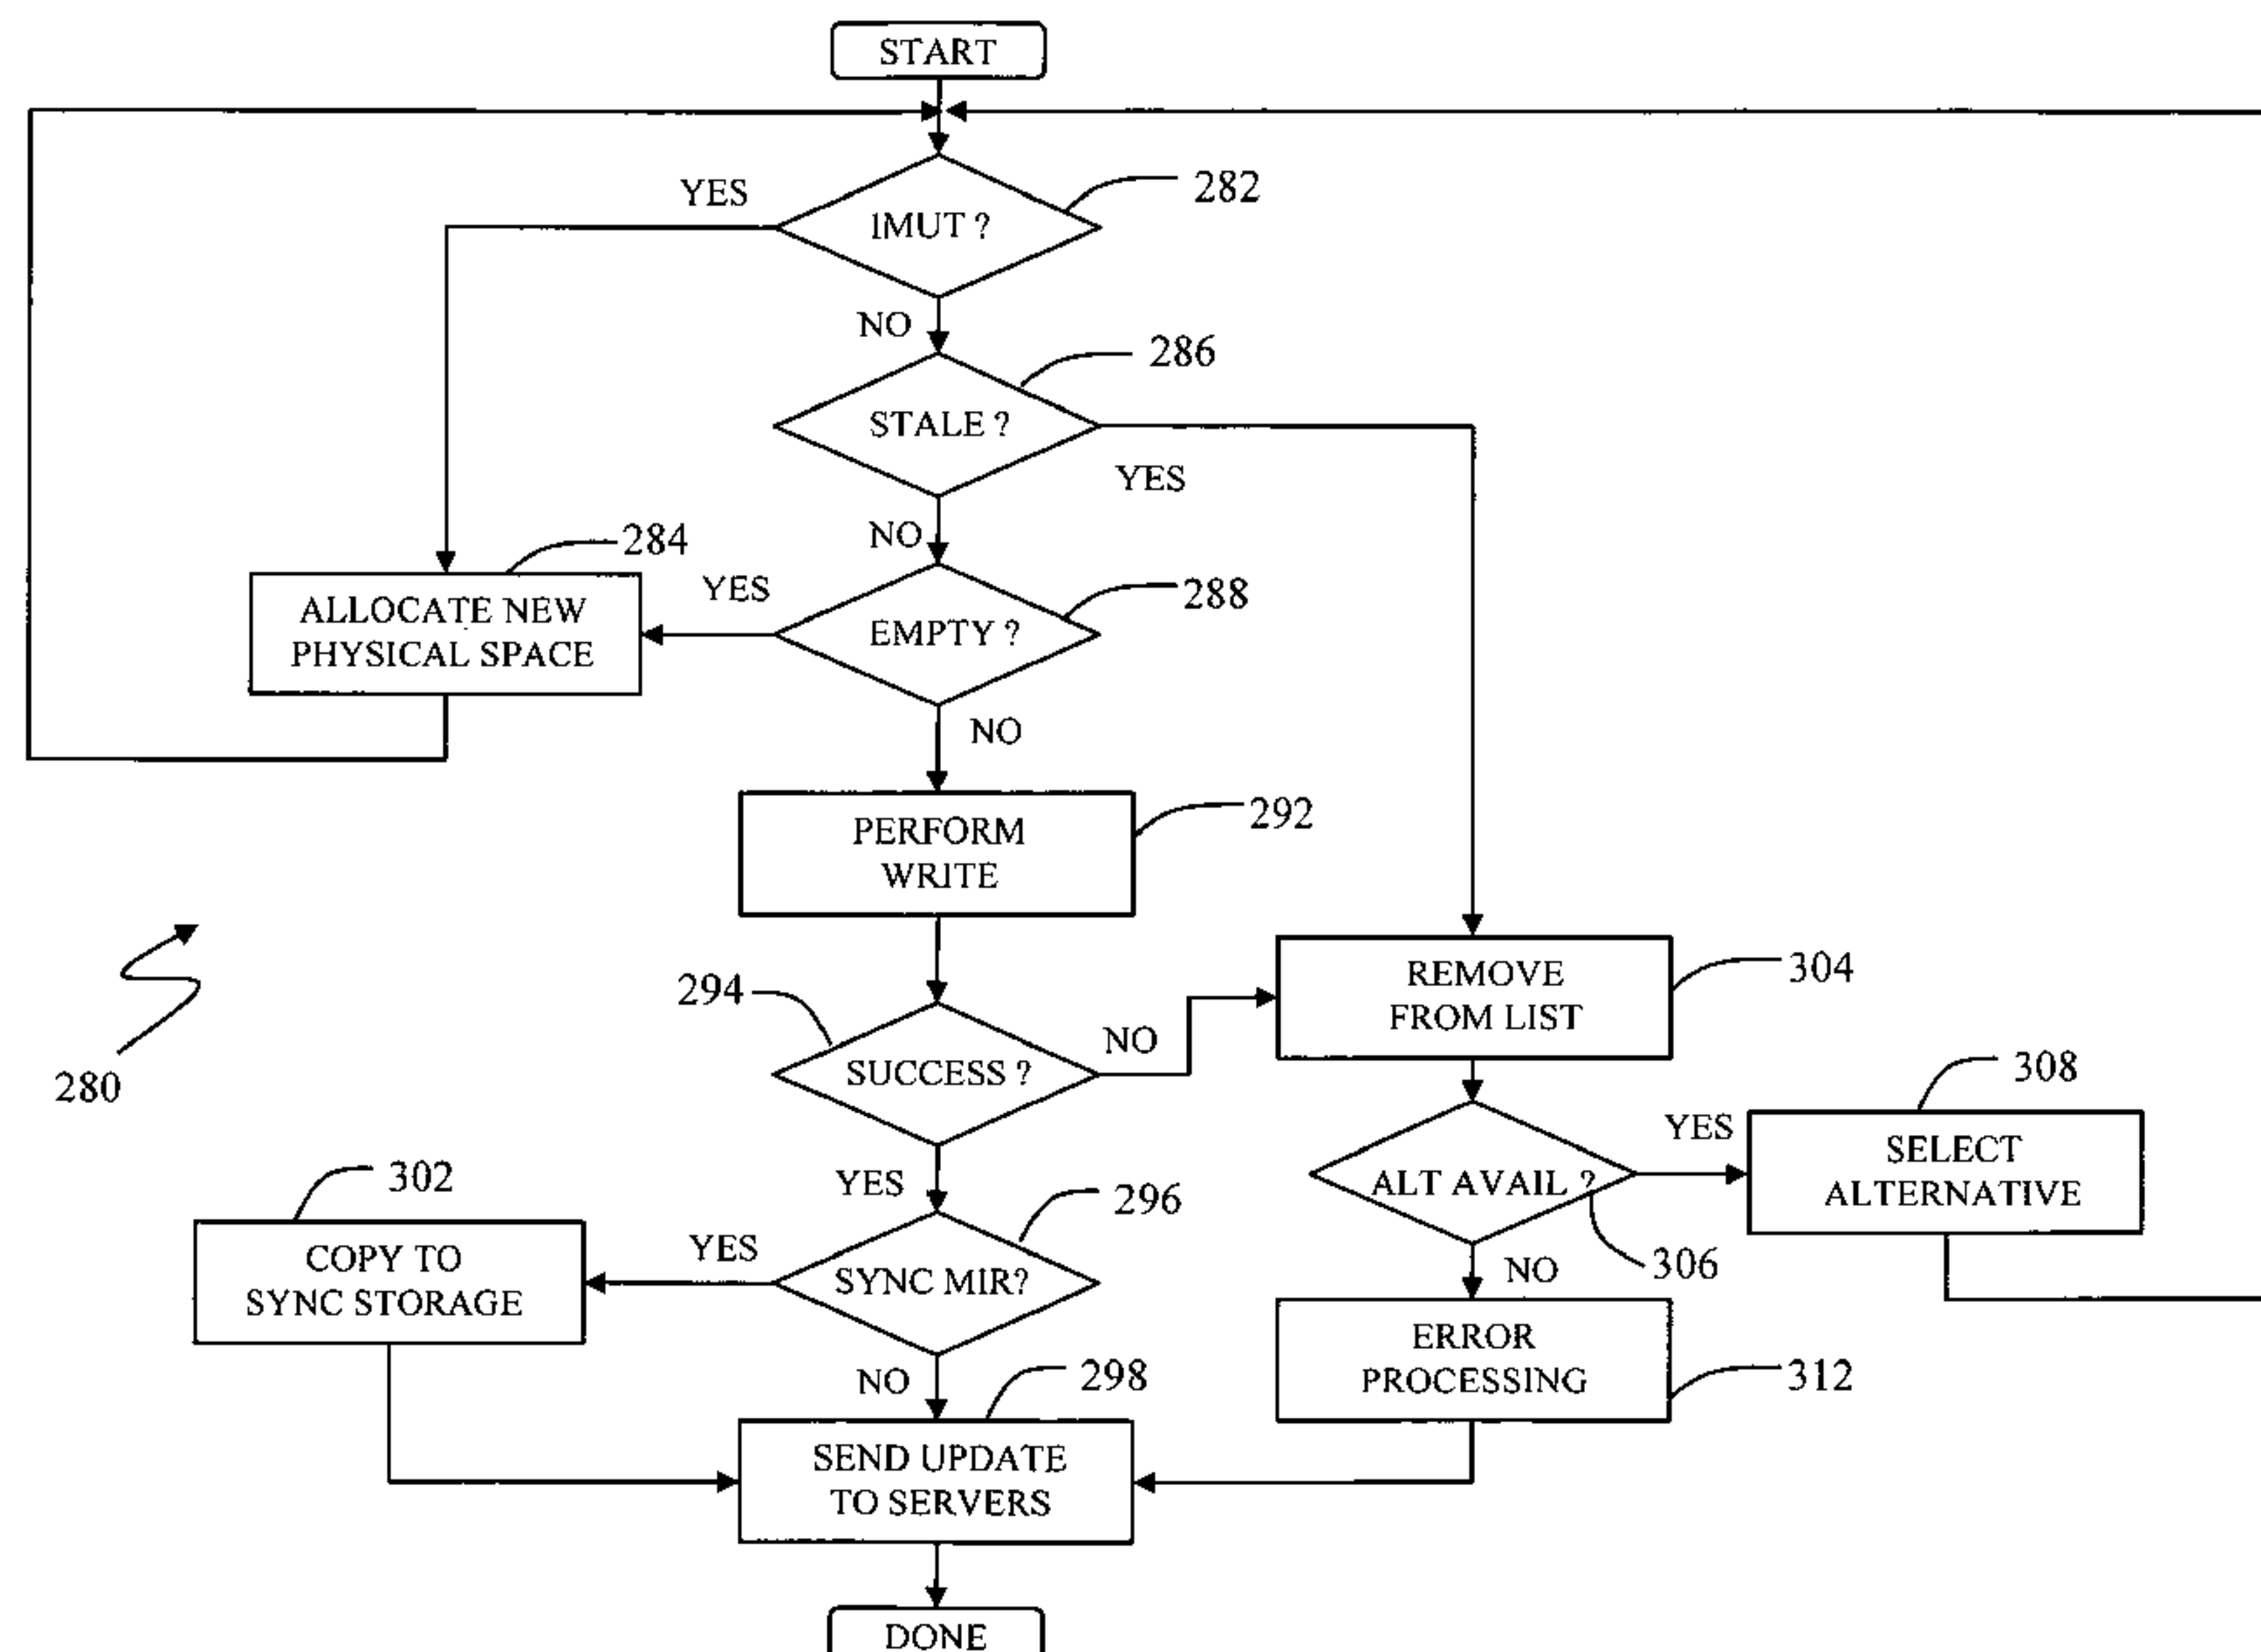 START
YES
IMUT ?
282
NO
286
STALE ?
YES
NO
284
YES
288
ALLOCATE NEW
PHYSICAL SPACE
EMPTY ?
NO
PERFORM
WRITE
292
294
NO
REMOVE
FROM LIST
304
SUCCESS ?
280
308
YES
SELECT
ALTERNATIVE
ALT AVAIL ?
302
YES
296
COPY TO
SYNC STORAGE
YES
SYNC MIR?
306
NO
ERROR
PROCESSING
312
NO
298
SEND UPDATE
TO SERVERS
DONE